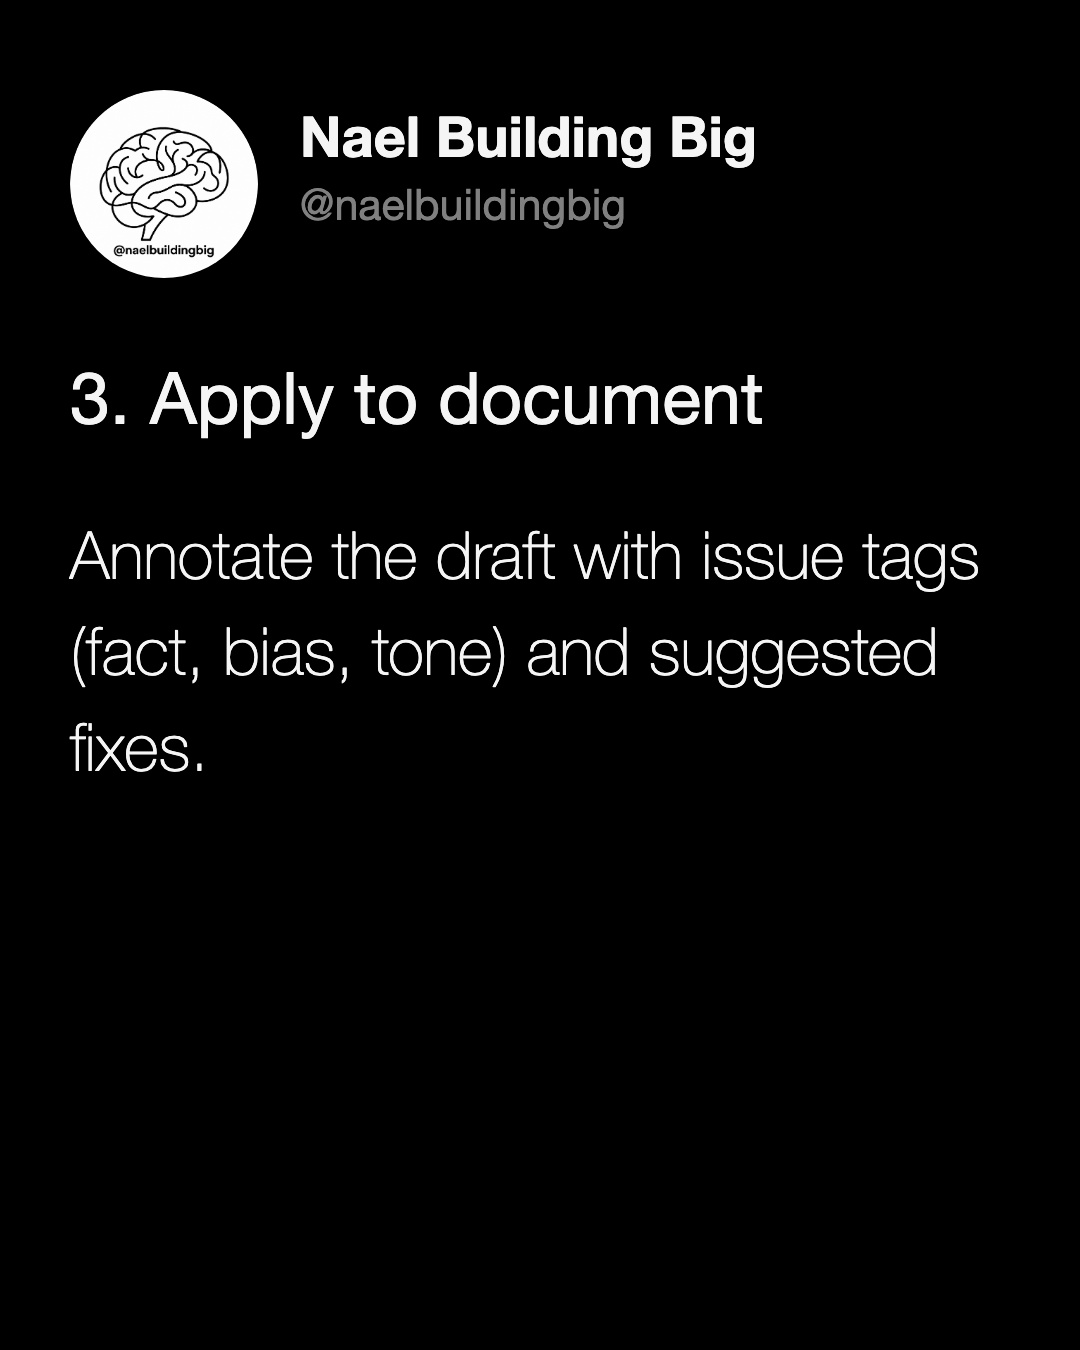 Nael Building Big
@naelbuildingbig
@naelbuildingbig
3. Apply to document
Annotate the draft with issue tags
(fact, bias, tone) and suggested
fixes.